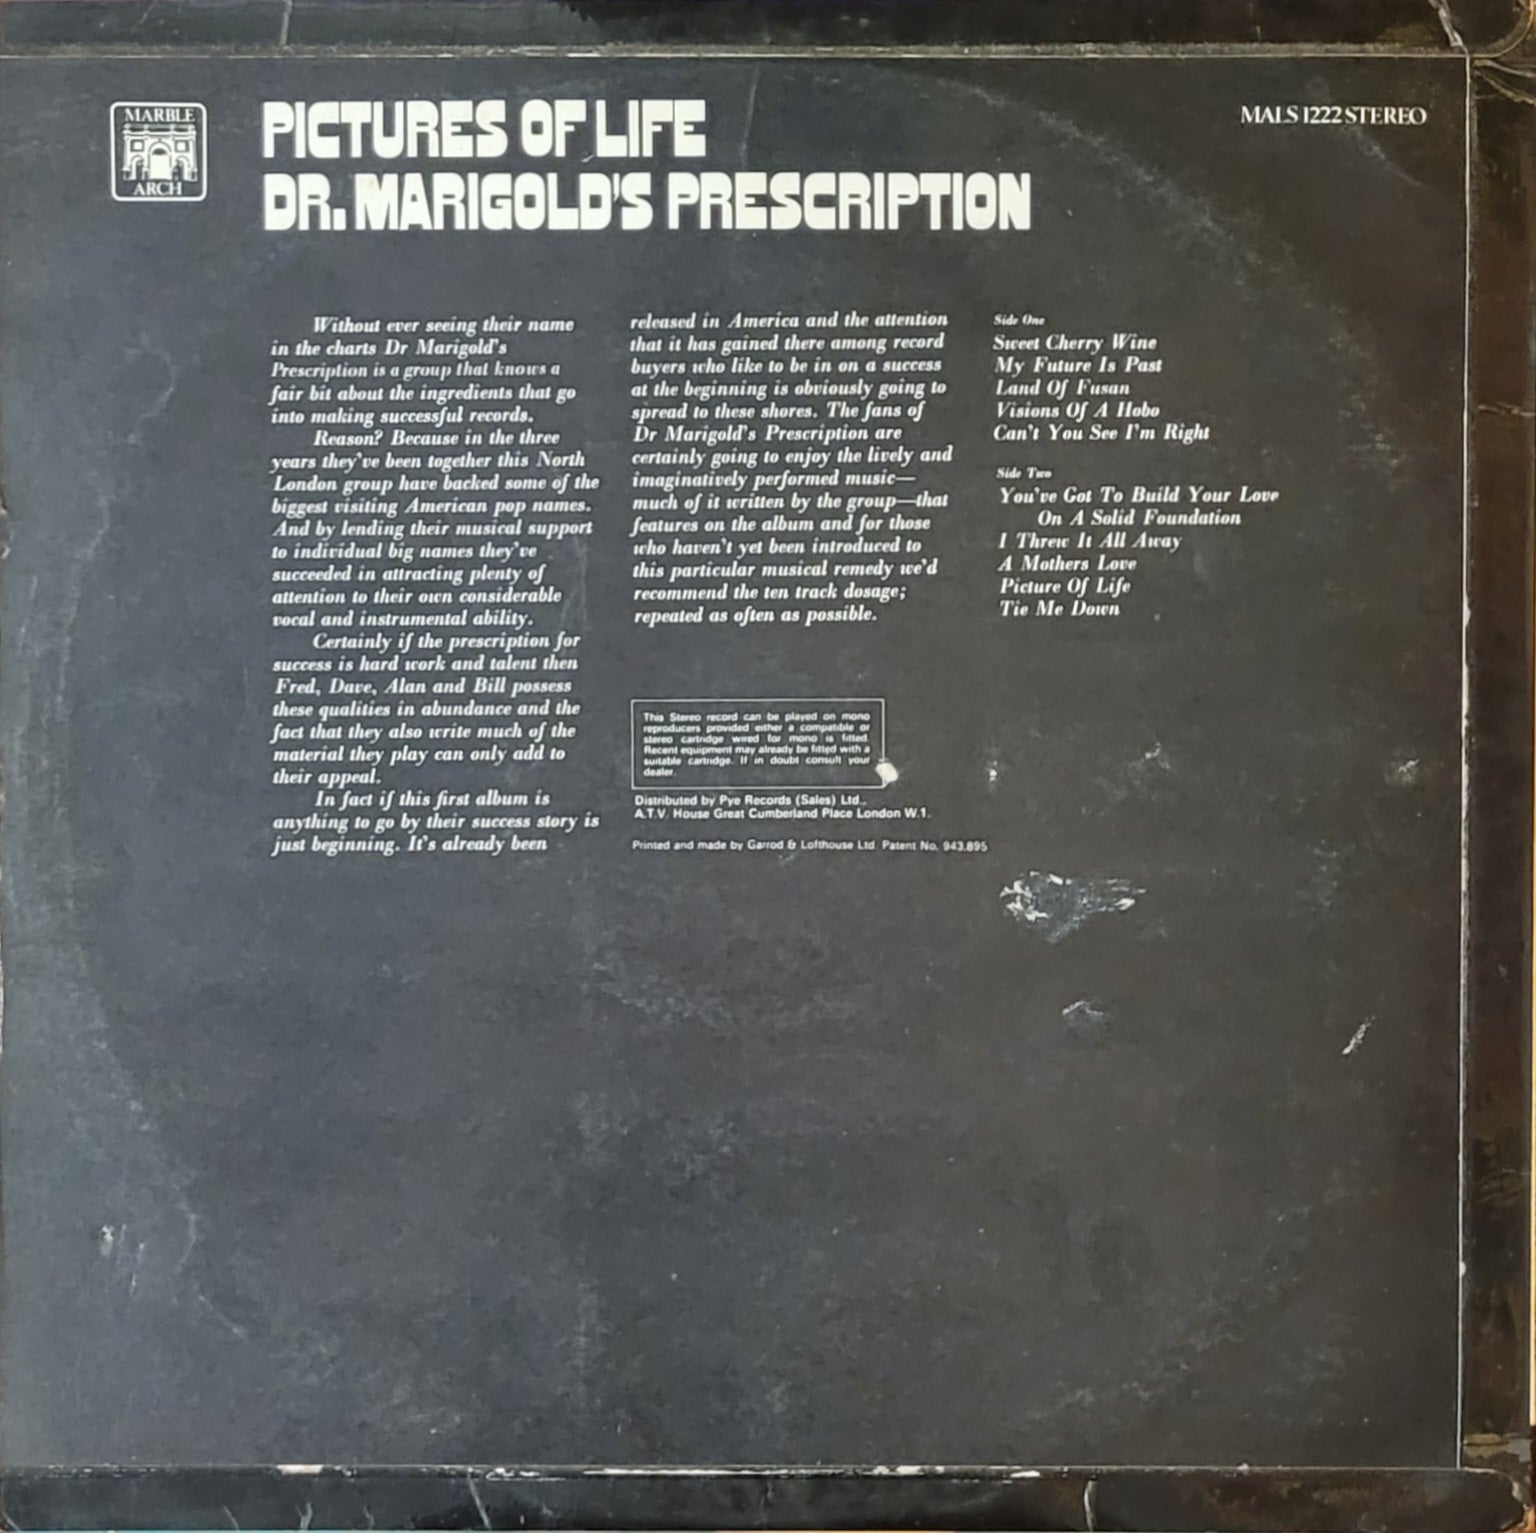 MARBLE
ARCH
PICTURES OF LIFE
DR. MARIGOLD'S PRESCRIPTION
MALS 1222 STEREO
Without ever seeing their name
in the charts Dr Marigold's
Prescription is a group that knows a
fair bit about the ingredients that go
into making successful records.
Reason? Because in the three
years they've been together this North
London group have backed some of the
biggest visiting American pop names.
And by lending their musical support
to individual big names they've
succeeded in attracting plenty of
attention to their own considerable
vocal and instrumental ability.
Certainly if the prescription for
success is hard work and talent then
Fred, Dave, Alan and Bill possess
these qualities in abundance and the
fact that they also write much of the
material they play can only add to
their appeal.
In fact if this first album is
anything to go by their success story is
just beginning. It's already been
released in America and the attention
that it has gained there among record
buyers who like to be in on a success
at the beginning is obviously going to
spread to these shores. The fans of
Dr Marigold's Prescription are
certainly going to enjoy the lively and
imaginatively performed music—
much of it written by the group—that
features on the album and for those
who haven't yet been introduced to
this particular musical remedy we'd
recommend the ten track dosage;
repeated as often as possible.
This Stereo record can be played on mono
reproducers provided either a compatible or
stereo cartridge wired for mono is fitted.
Recent equipment may already be fitted with a
suitable cartridge. If in doubt consult your
dealer.
Distributed by Pye Records (Sales) Ltd.,
A.T.V. House Great Cumberland Place London W.1.
Printed and made by Garrod & Lofthouse Ltd. Patent No. 943,895
Side One
Sweet Cherry Wine
My Future Is Past
Land Of Fusan
Visions Of A Hobo
Can't You See I'm Right
Side Two
You've Got To Build Your Love
On A Solid Foundation
I Threw It All Away
A Mothers Love
Picture Of Life
Tie Me Down